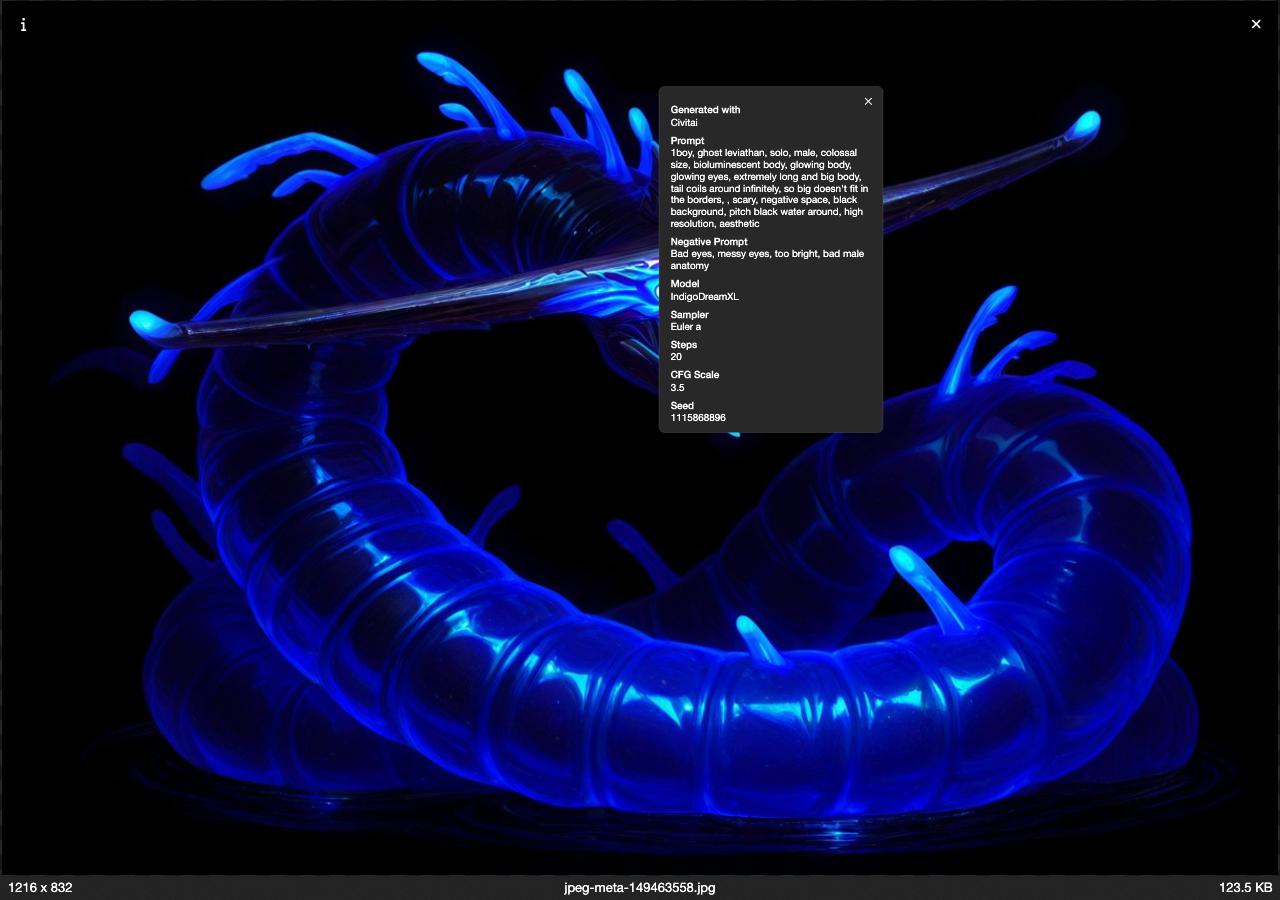 i
×
×
Generated with
Civitai
Prompt
1boy, ghost leviathan, solo, male, colossal
size, bioluminescent body, glowing body,
glowing eyes, extremely long and big body,
tail coils around infinitely, so big doesn't fit in
the borders, , scary, negative space, black
background, pitch black water around, high
resolution, aesthetic
Negative Prompt
Bad eyes, messy eyes, too bright, bad male
anatomy
Model
IndigoDreamXL
Sampler
Euler a
Steps
20
CFG Scale
3.5
Seed
1115868896
1216 x 832
jpeg-meta-149463558.jpg
123.5 KB